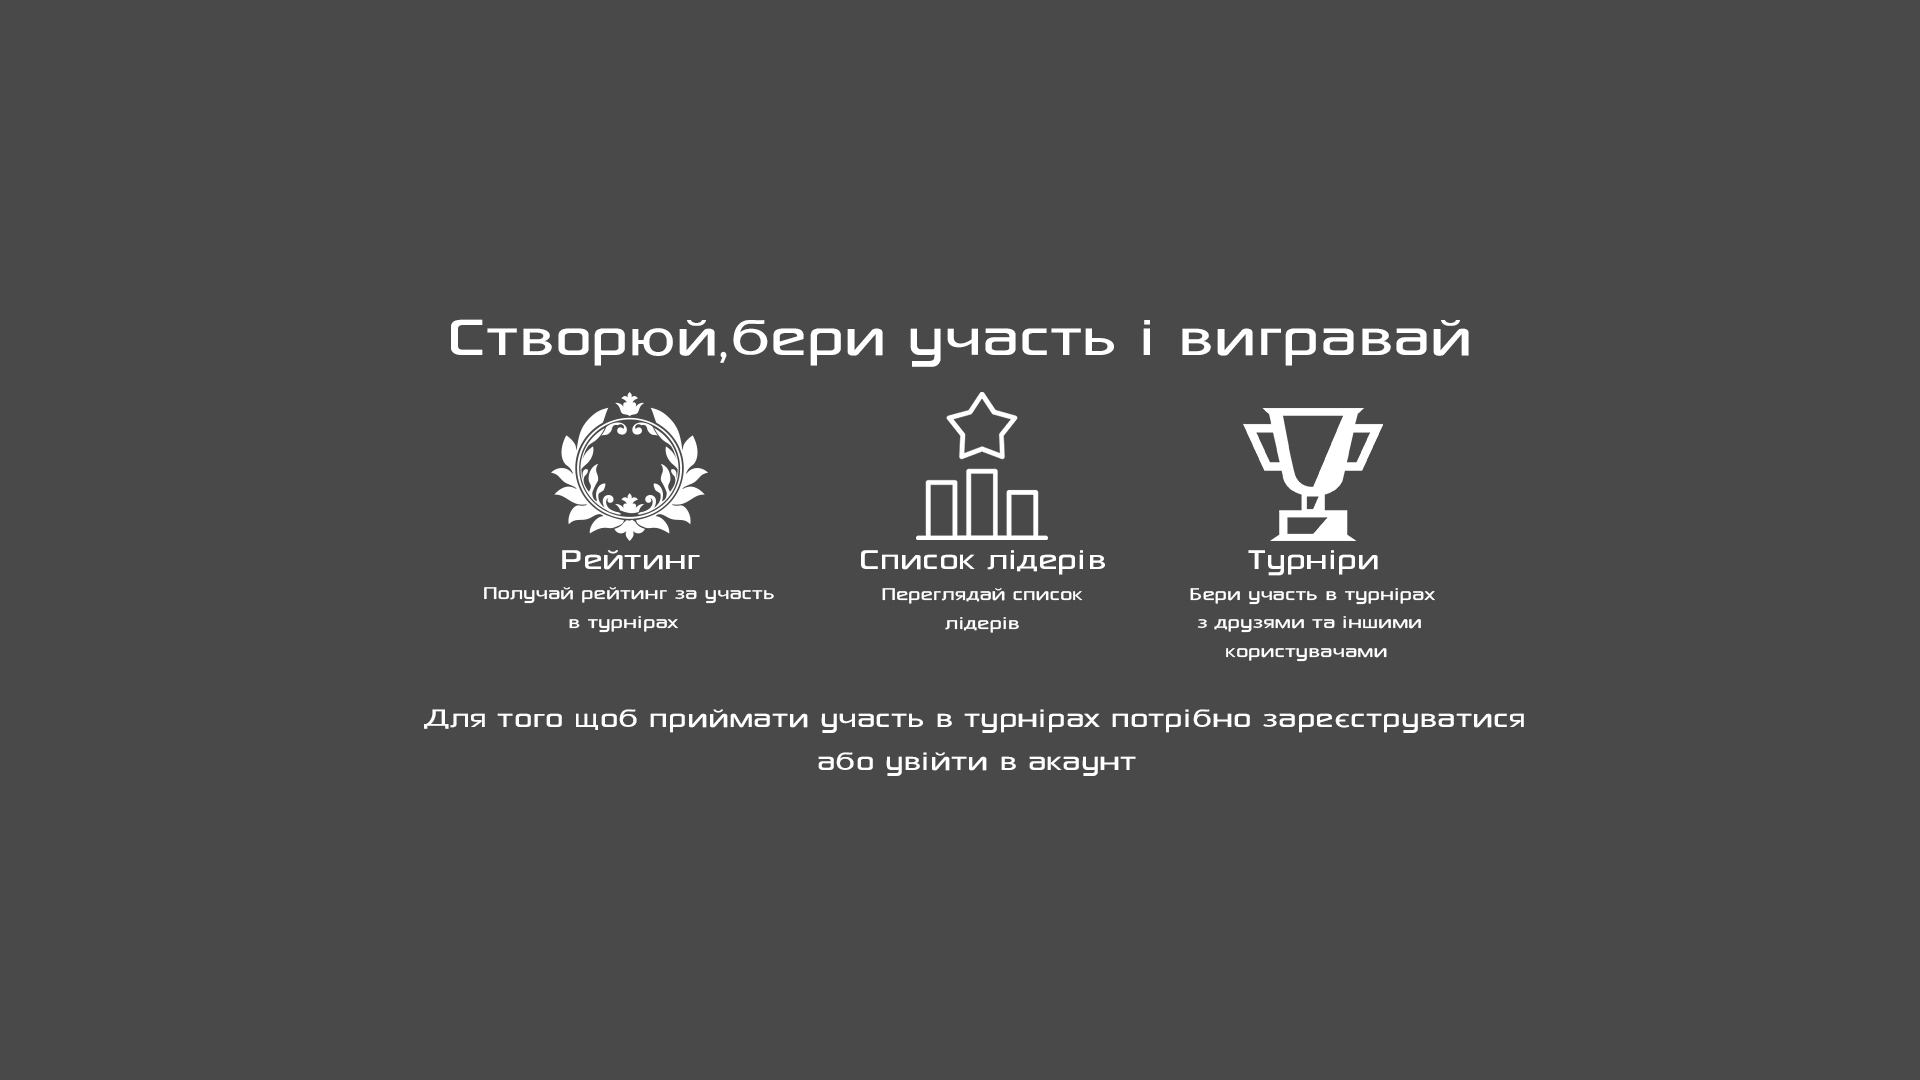 Створюй,бери участь і вигравай
Рейтинг
Получай рейтинг за участь
в турнірах
Список лідерів
Переглядай список
лідерів
Турніри
Бери участь в турнірах
з друзями та іншими
користувачами
Для того щоб приймати участь в турнірах потрібно зареєструватися
або увійти в акаунт